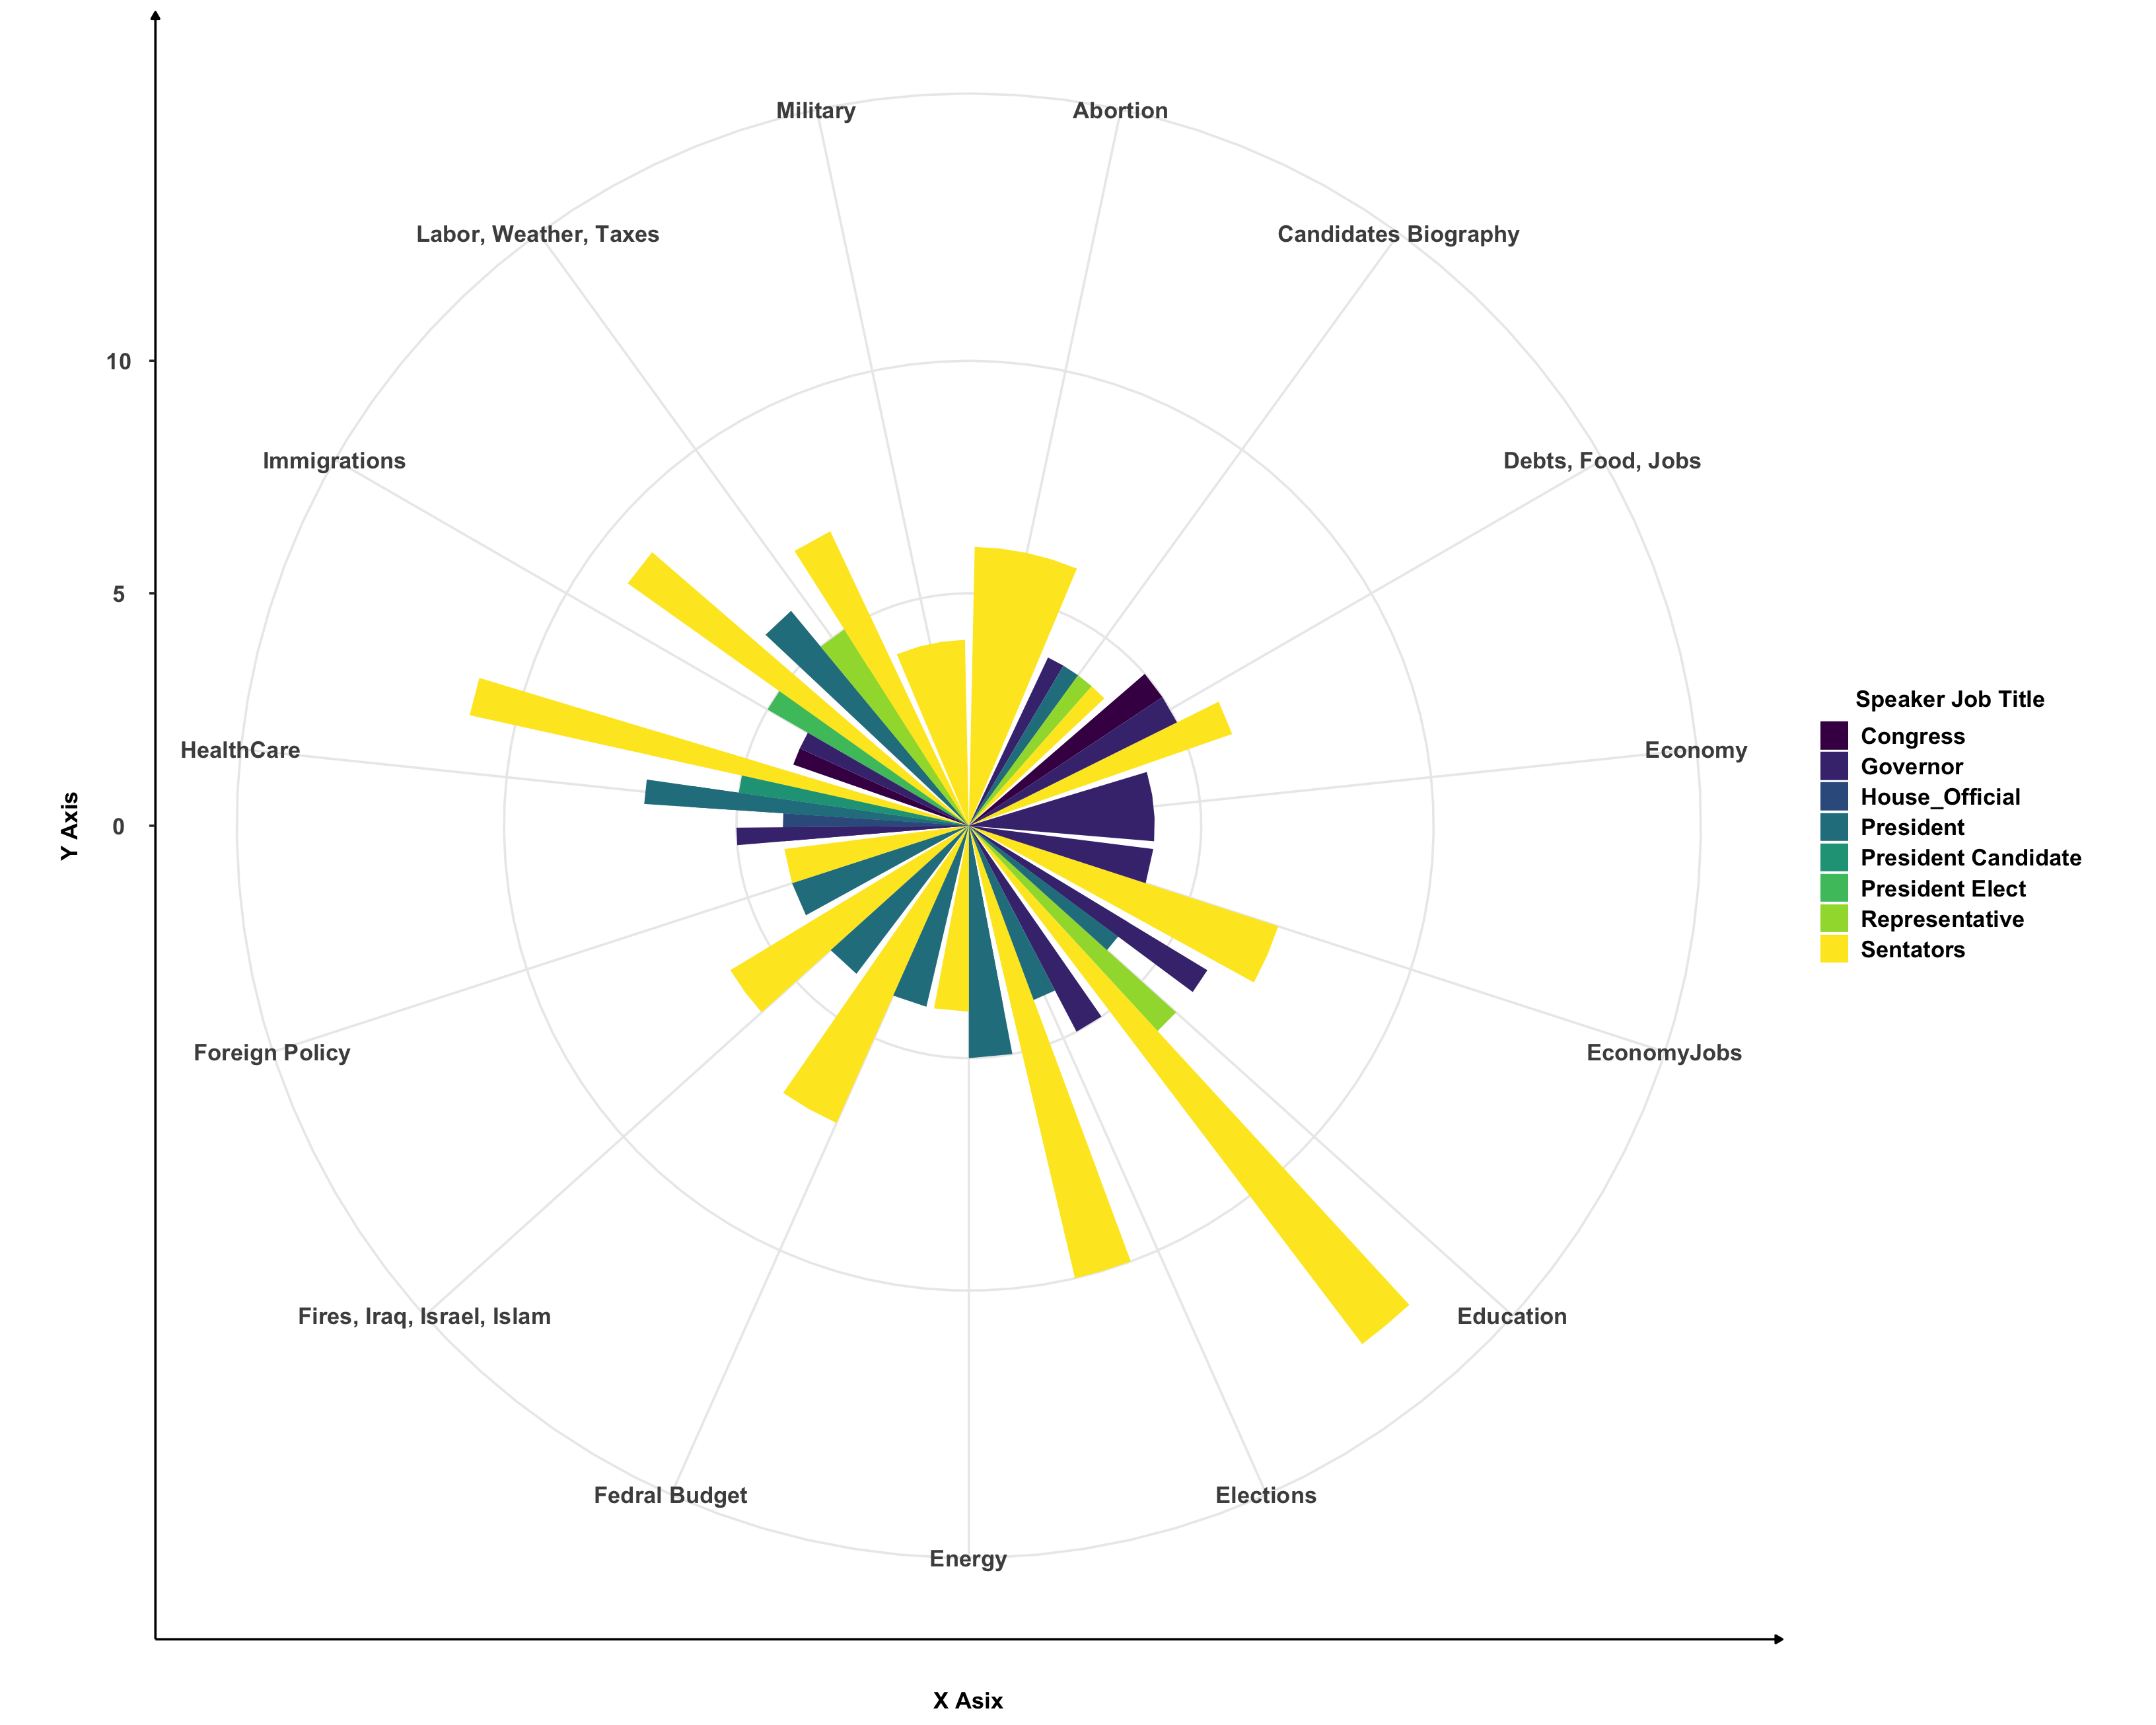 Military
Abortion
Labor, Weather, Taxes
Candidates Biography
10
Immigrations
Debts, Food, Jobs
5
HealthCare
Economy
0
Y Axis
Foreign Policy
EconomyJobs
Fires, Iraq, Israel, Islam
Education
Fedral Budget
Elections
Energy
X Asix
Speaker Job Title
Congress
Governor
House_Official
President
President Candidate
President Elect
Representative
Sentators